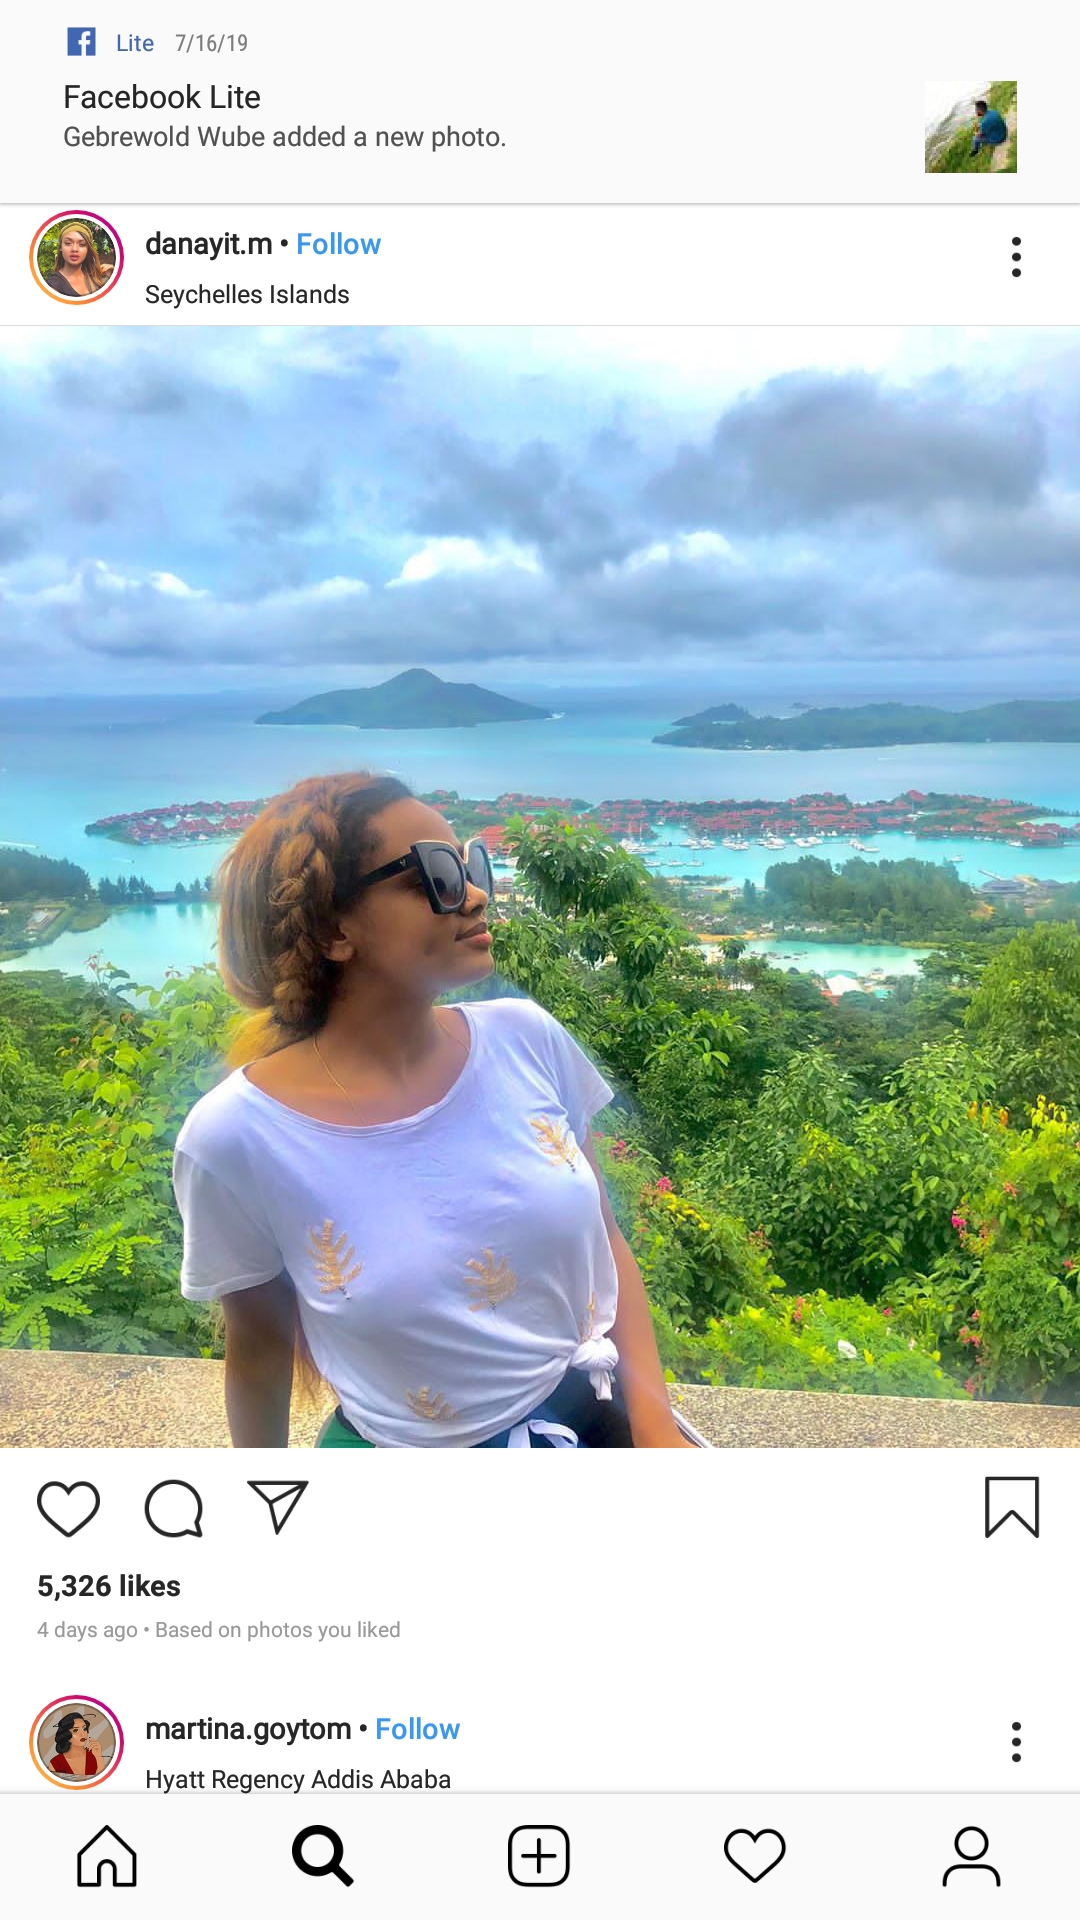 Lite 7/16/19
Facebook Lite
Gebrewold Wube added a new photo.
danayit.m • Follow
Seychelles Islands
5,326 likes
4 days ago • Based on photos you liked
martina.goytom • Follow
Hyatt Regency Addis Ababa